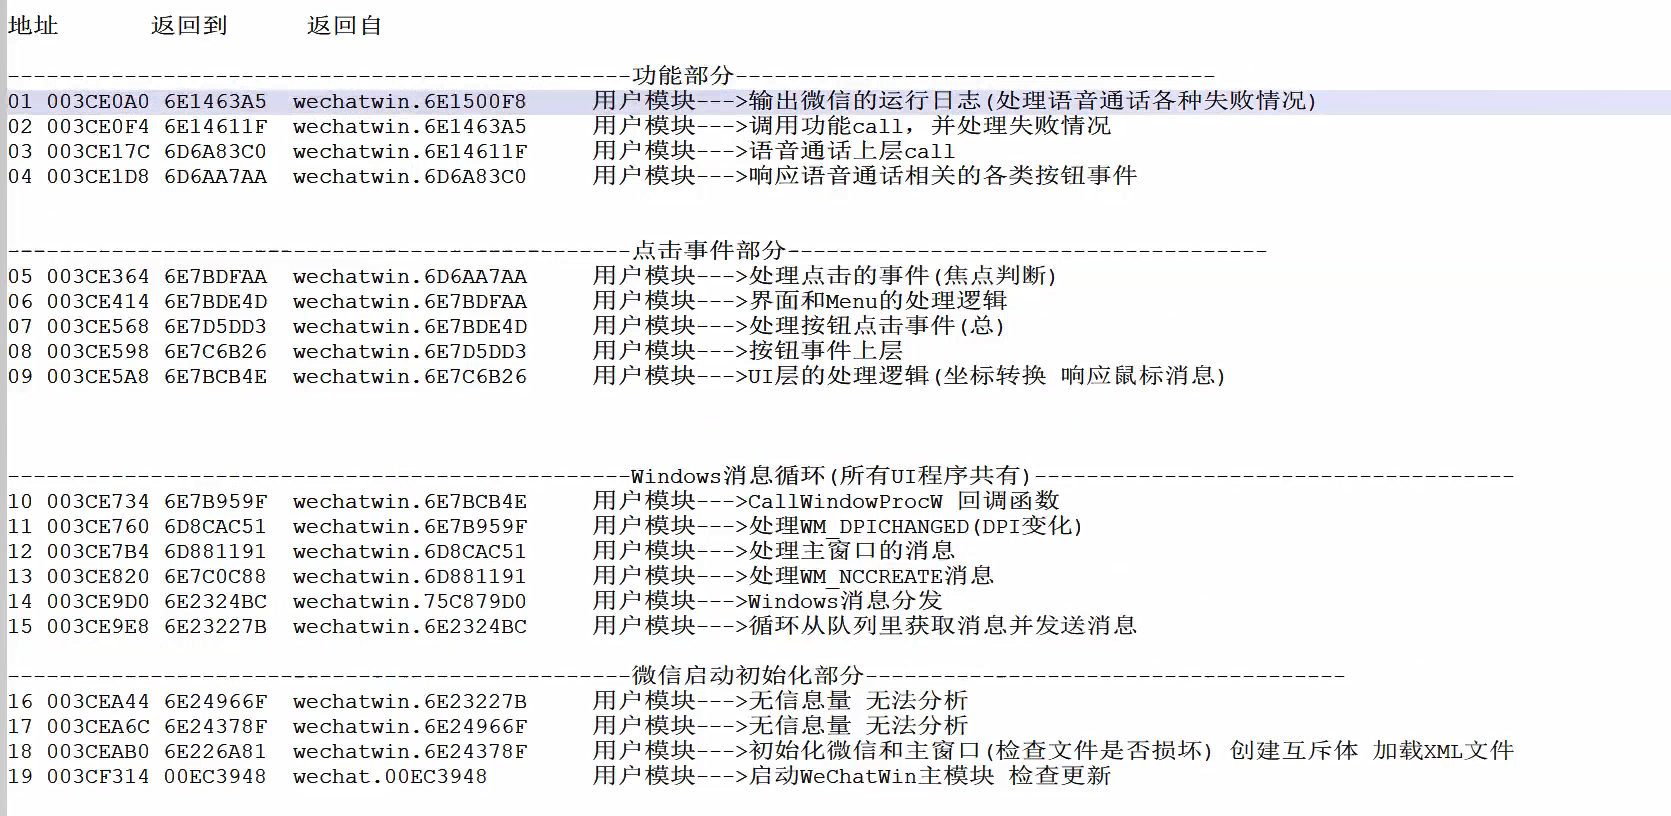 地址 返回到 返回自
------------------------------------------------功能部分-------------------------------------
01 003CE0A0 6E1463A5 wechatwin.6E1500F8 用户模块--->输出微信的运行日志(处理语音通话各种失败情况)
02 003CE0F4 6E14611F wechatwin.6E1463A5 用户模块--->调用功能call，并处理失败情况
03 003CE17C 6D6A83C0 wechatwin.6E14611F 用户模块--->语音通话上层call
04 003CE1D8 6D6AA7AA wechatwin.6D6A83C0 用户模块--->响应语音通话相关的各类按钮事件
------------------------------------------------点击事件部分-------------------------------------
05 003CE364 6E7BDFAA wechatwin.6D6AA7AA 用户模块--->处理点击的事件(焦点判断)
06 003CE414 6E7BDE4D wechatwin.6E7BDFAA 用户模块--->界面和Menu的处理逻辑
07 003CE568 6E7D5DD3 wechatwin.6E7BDE4D 用户模块--->处理按钮点击事件(总)
08 003CE598 6E7C6B26 wechatwin.6E7D5DD3 用户模块--->按钮事件上层
09 003CE5A8 6E7BCB4E wechatwin.6E7C6B26 用户模块--->UI层的处理逻辑(坐标转换 响应鼠标消息)
------------------------------------------------Windows消息循环(所有UI程序共有)-------------------------------------
10 003CE734 6E7B959F wechatwin.6E7BCB4E 用户模块--->CallWindowProcW 回调函数
11 003CE760 6D8CAC51 wechatwin.6E7B959F 用户模块--->处理WM_DPICHANGED(DPI变化)
12 003CE7B4 6D881191 wechatwin.6D8CAC51 用户模块--->处理主窗口的消息
13 003CE820 6E7C0C88 wechatwin.6D881191 用户模块--->处理WM_NCCREATE消息
14 003CE9D0 6E2324BC wechatwin.75C879D0 用户模块--->Windows消息分发
15 003CE9E8 6E23227B wechatwin.6E2324BC 用户模块--->循环从队列里获取消息并发送消息
------------------------------------------------微信启动初始化部分-------------------------------------
16 003CEA44 6E24966F wechatwin.6E23227B 用户模块--->无信息量 无法分析
17 003CEA6C 6E24378F wechatwin.6E24966F 用户模块--->无信息量 无法分析
18 003CEAB0 6E226A81 wechatwin.6E24378F 用户模块--->初始化微信和主窗口(检查文件是否损坏) 创建互斥体 加载XML文件
19 003CF314 00EC3948 wechat.00EC3948 用户模块--->启动WeChatWin主模块 检查更新